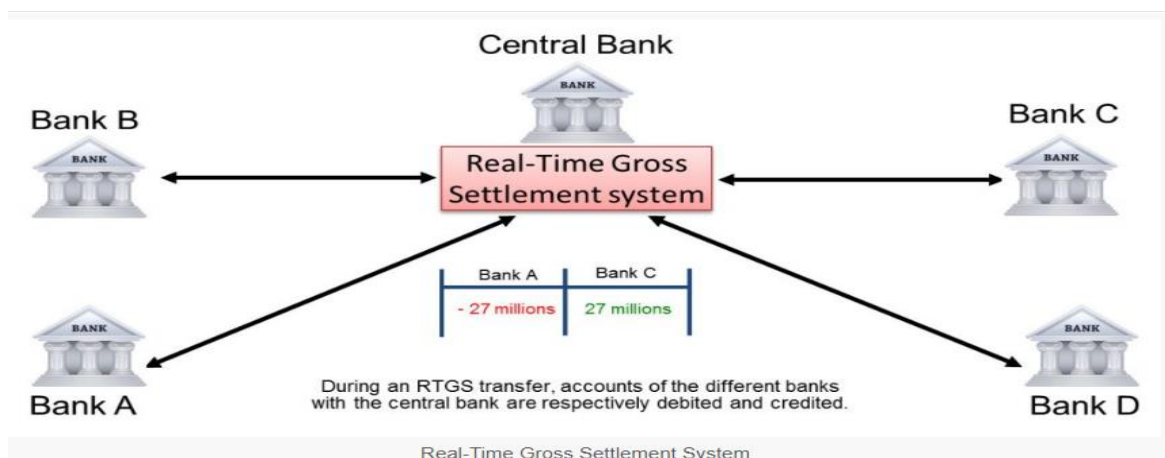 Central Bank
BANK
Bank B
BANK
Bank C
BANK
Real-Time Gross
Settlement system
Bank A
Bank C
- 27 millions
27 millions
BANK
Bank A
BANK
Bank D
During an RTGS transfer, accounts of the different banks
with the central bank are respectively debited and credited.
Real-Time Gross Settlement System